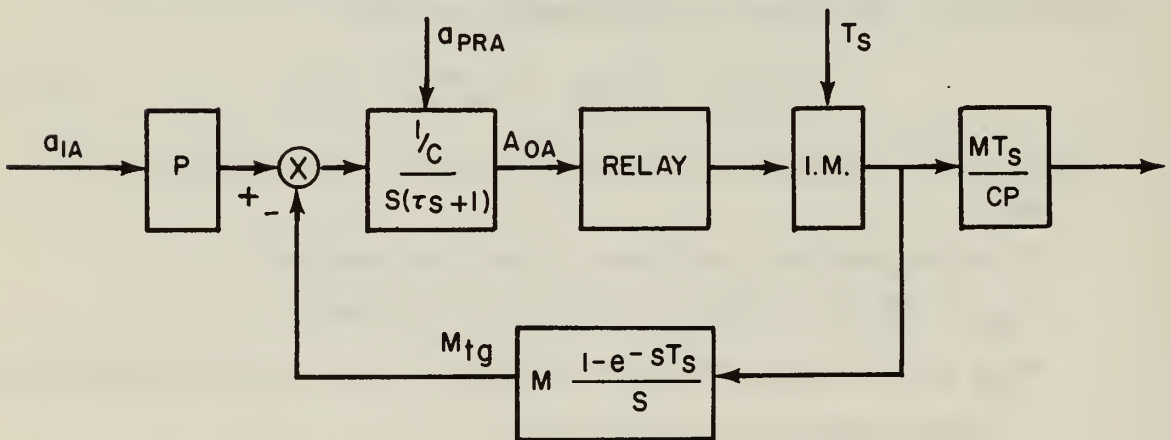 a_PRA
T_S
a_IA
P
+
-
X
1/C
S(τS+1)
A_OA
RELAY
I.M.
MT_S
CP
M_tg
M 1-e^-sT_S
S